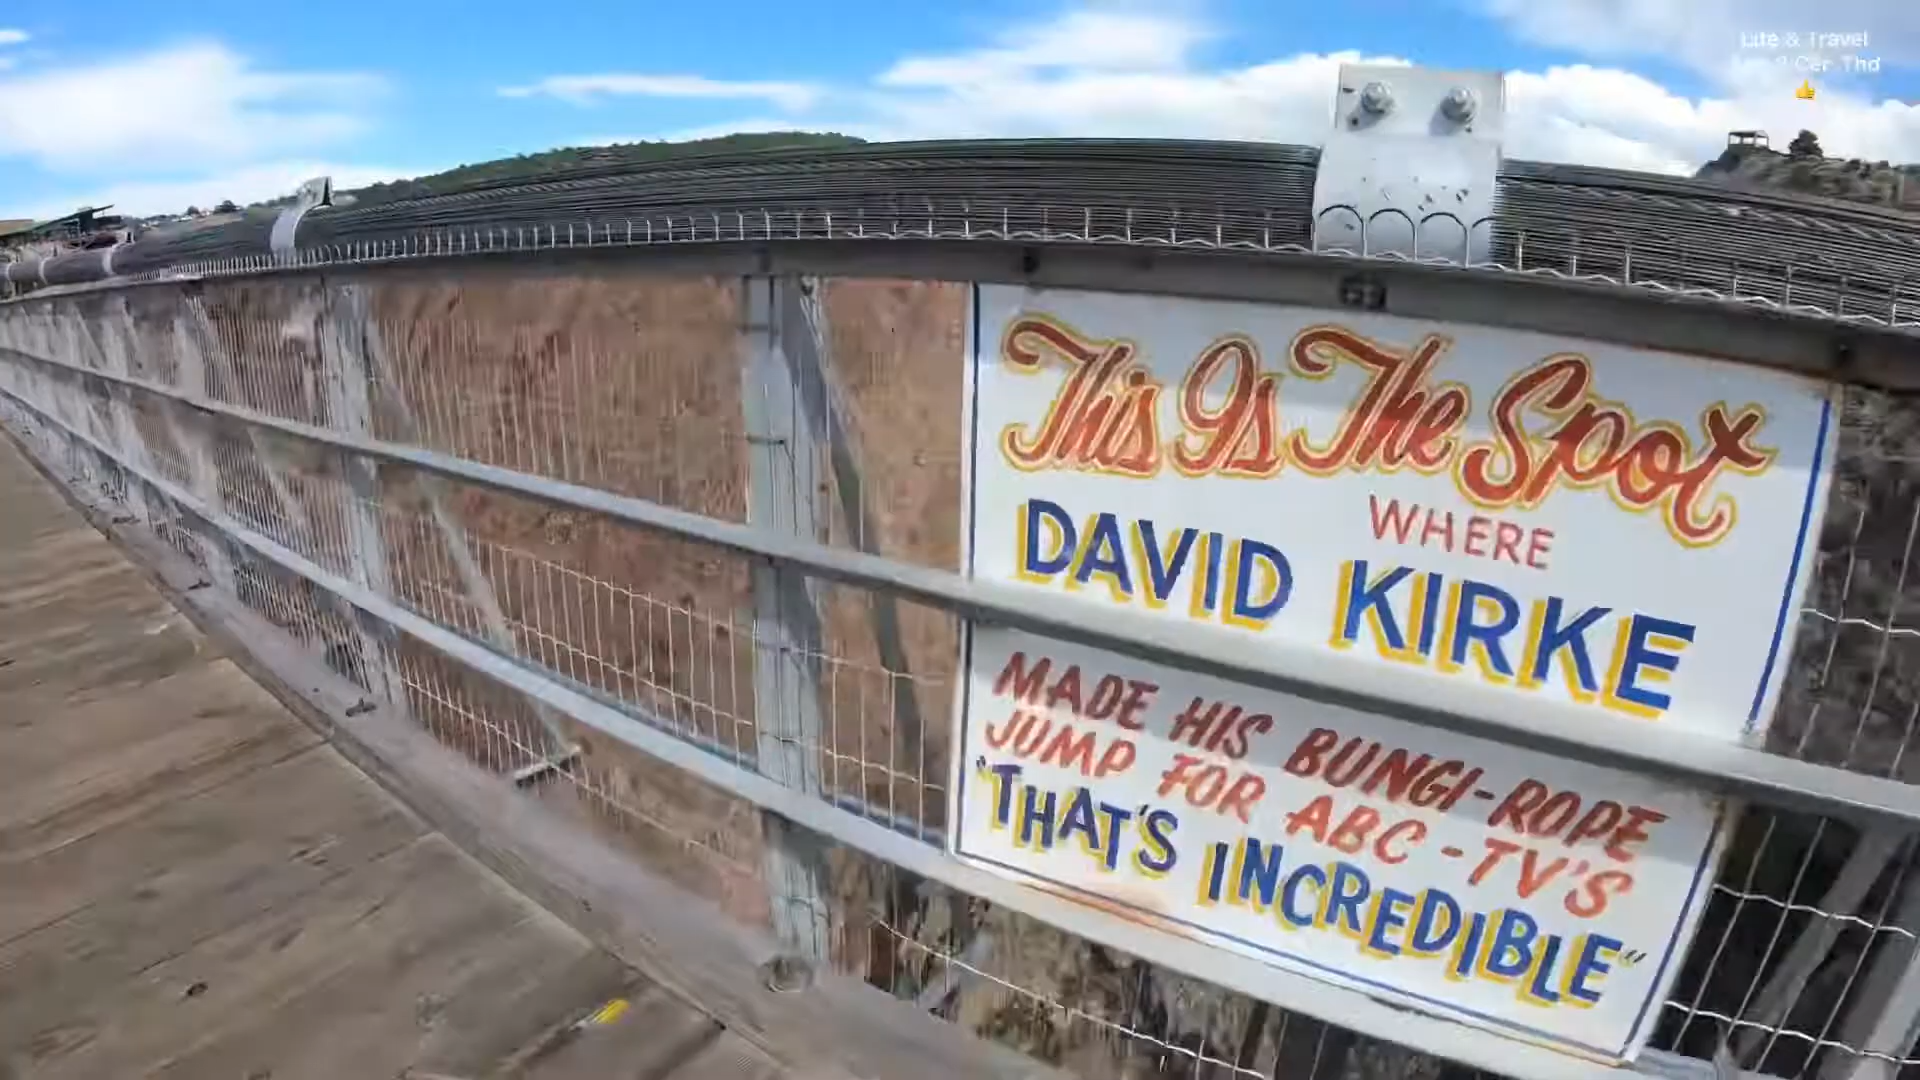 Life & Travel
This Is The Spot
WHERE
DAVID KIRKE
MADE HIS BUNGI-ROPE
JUMP FOR ABC-TV'S
"THAT'S INCREDIBLE"